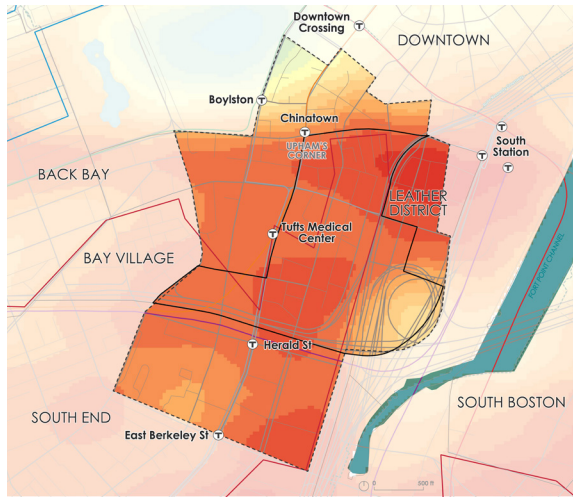 Downtown
Crossing
DOWNTOWN
Boylston
Chinatown
UPHAM'S
CORNER
South
Station
BACK BAY
LEATHER
DISTRICT
Tufts Medical
Center
BAY VILLAGE
FORT POINT CHANNEL
Herald St
SOUTH END
East Berkeley St
SOUTH BOSTON
0 500 ft